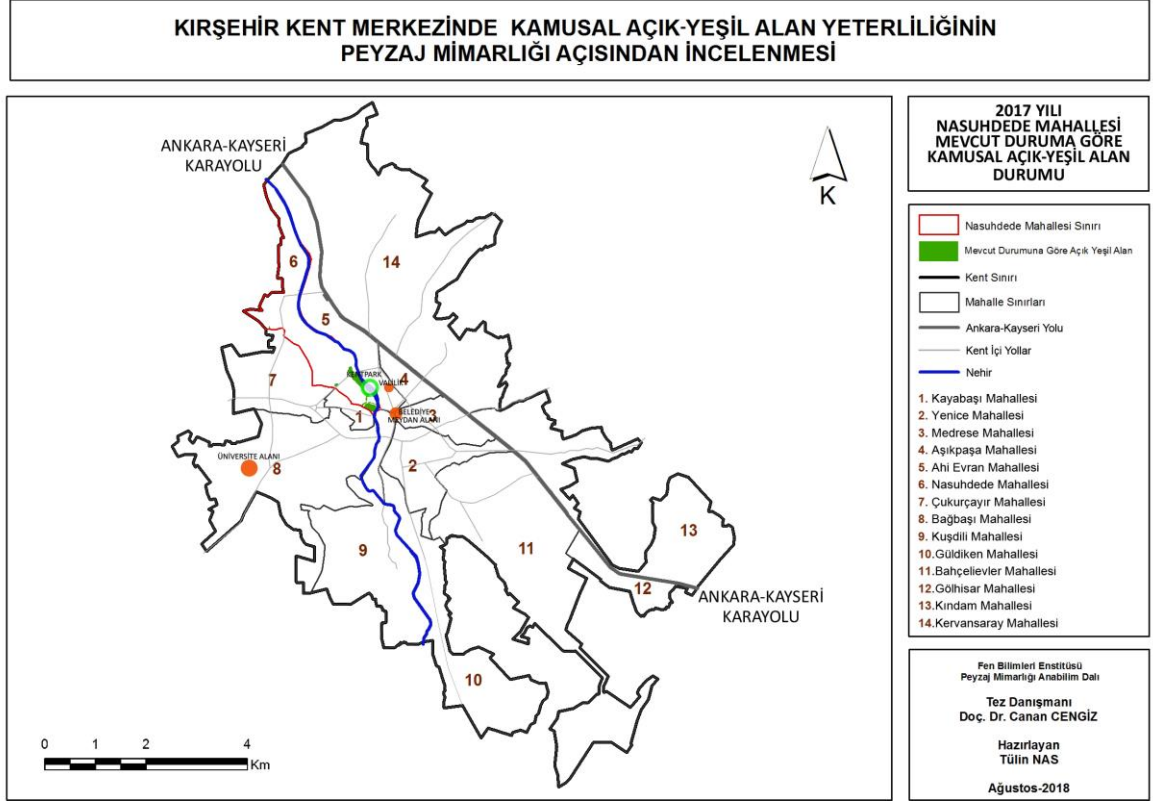 KIRŞEHİR KENT MERKEZİNDE KAMUSAL AÇIK-YEŞİL ALAN YETERLİLİĞİNİN
PEYZAJ MİMARLIĞI AÇISINDAN İNCELENMESİ
ANKARA-KAYSERİ
KARAYOLU
K
14
6
5
KENTPARK
VALİLİK
4
7
1
BELEDİYE
MEYDAN ALANI
3
ÜNİVERSİTE ALANI
8
2
9
11
13
12
ANKARA-KAYSERİ
KARAYOLU
10
0 1 2 4
Km
2017 YILI
NASUHDEDE MAHALLESİ
MEVCUT DURUMA GÖRE
KAMUSAL AÇIK-YEŞİL ALAN
DURUMU
Nasuhdede Mahallesi Sınırı
Mevcut Durumuna Göre Açık Yeşil Alan
Kent Sınırı
Mahalle Sınırları
Ankara-Kayseri Yolu
Kent İçi Yollar
Nehir
1. Kayabaşı Mahallesi
2. Yenice Mahallesi
3. Medrese Mahallesi
4. Aşıkpaşa Mahallesi
5. Ahi Evran Mahallesi
6. Nasuhdede Mahallesi
7. Çukurçayır Mahallesi
8. Bağbaşı Mahallesi
9. Kuşdili Mahallesi
10.Güldiken Mahallesi
11.Bahçelievler Mahallesi
12.Gölhisar Mahallesi
13.Kındam Mahallesi
14.Kervansaray Mahallesi
Fen Bilimleri Enstitüsü
Peyzaj Mimarlığı Anabilim Dalı
Tez Danışmanı
Doç. Dr. Canan CENGİZ
Hazırlayan
Tülin NAS
Ağustos-2018